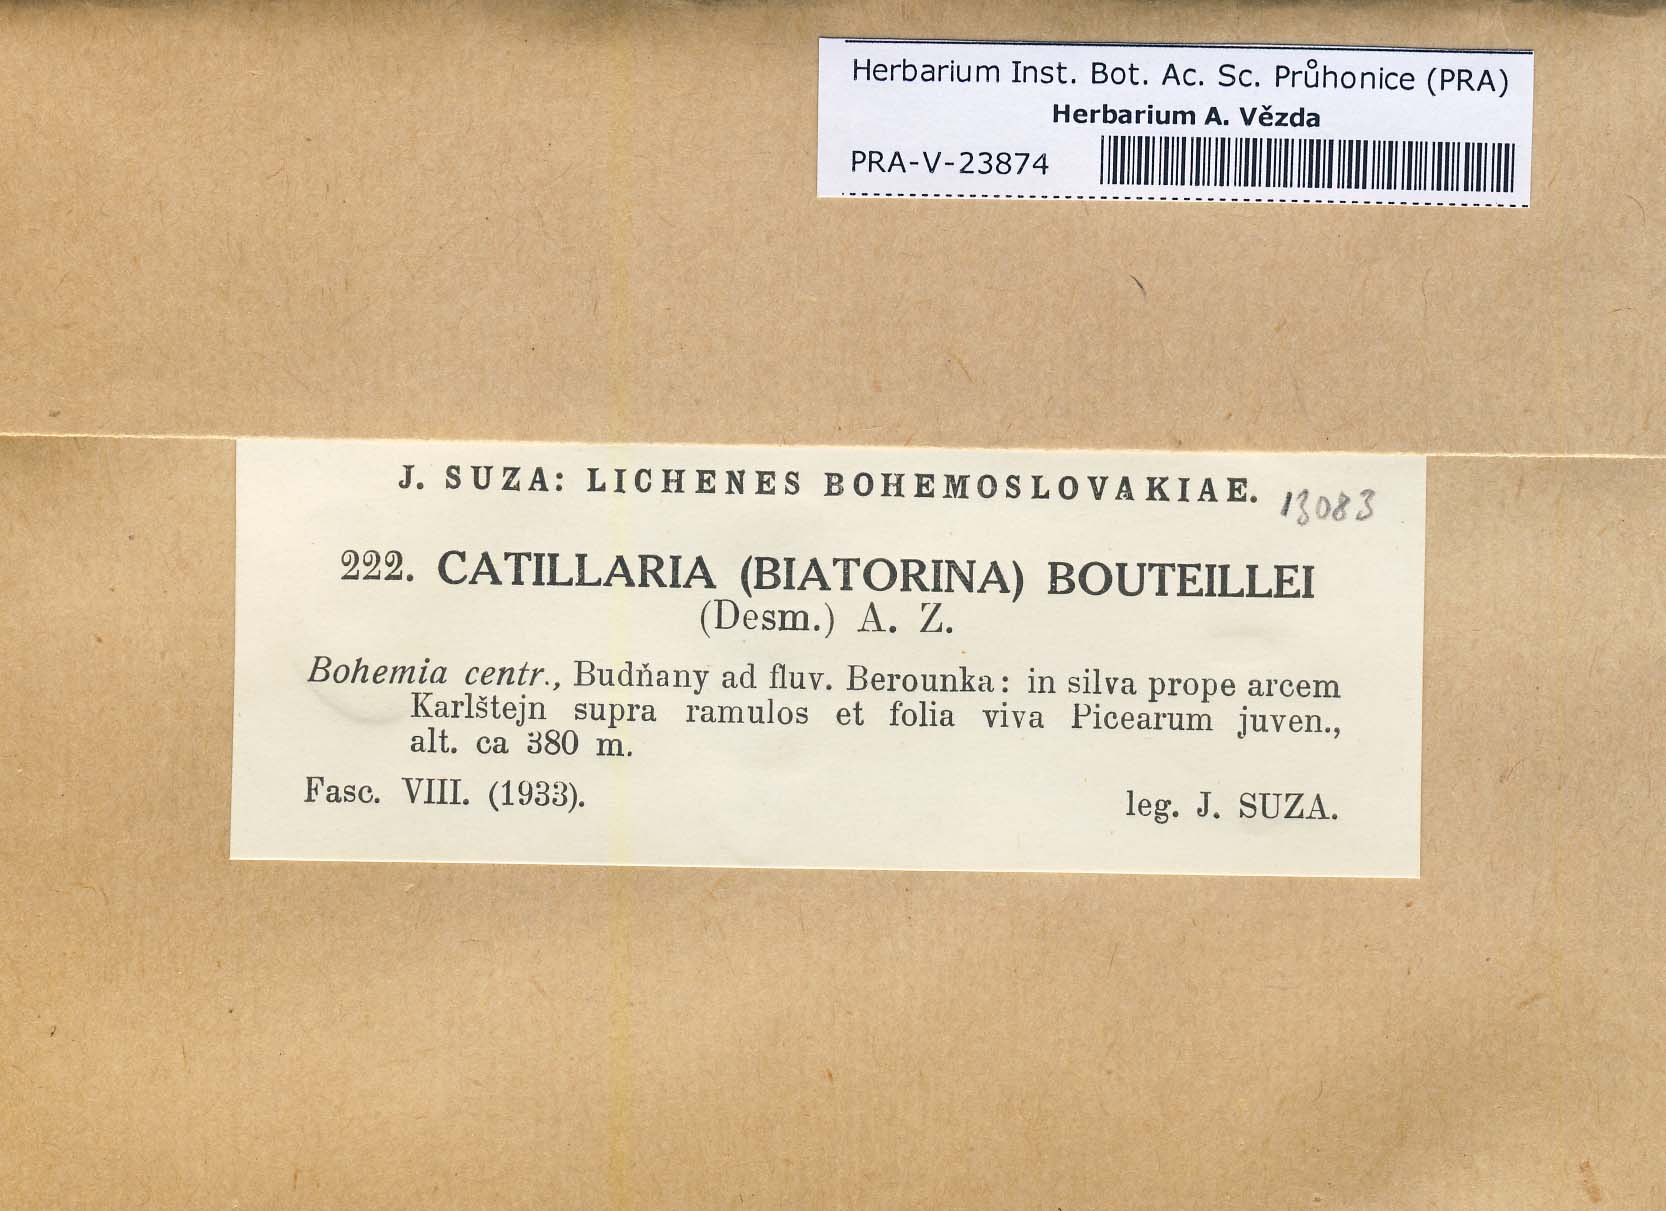 Herbarium Inst. Bot. Ac. Sc. Průhonice (PRA)
Herbarium A. Vězda
PRA-V-23874
J. SUZA: LICHENES BOHEMOSLOVAKIAE. 13083
222. CATILLARIA (BIATORINA) BOUTEILLEI
(Desm.) A. Z.
Bohemia centr., Budňany ad fluv. Berounka: in silva prope arcem
Karlštejn supra ramulos et folia viva Picearum juven.,
alt. ca 380 m.
Fasc. VIII. (1933). leg. J. SUZA.